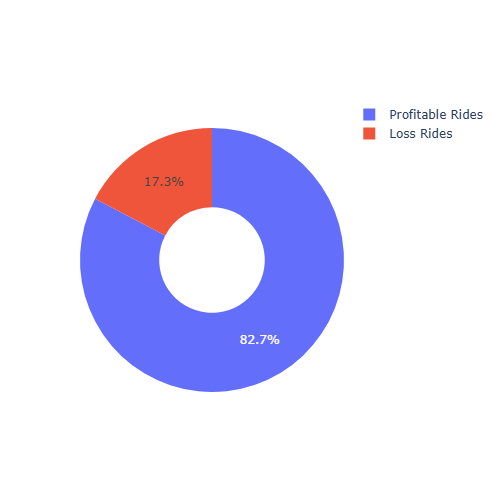 Profitable Rides
Loss Rides
17.3%
82.7%